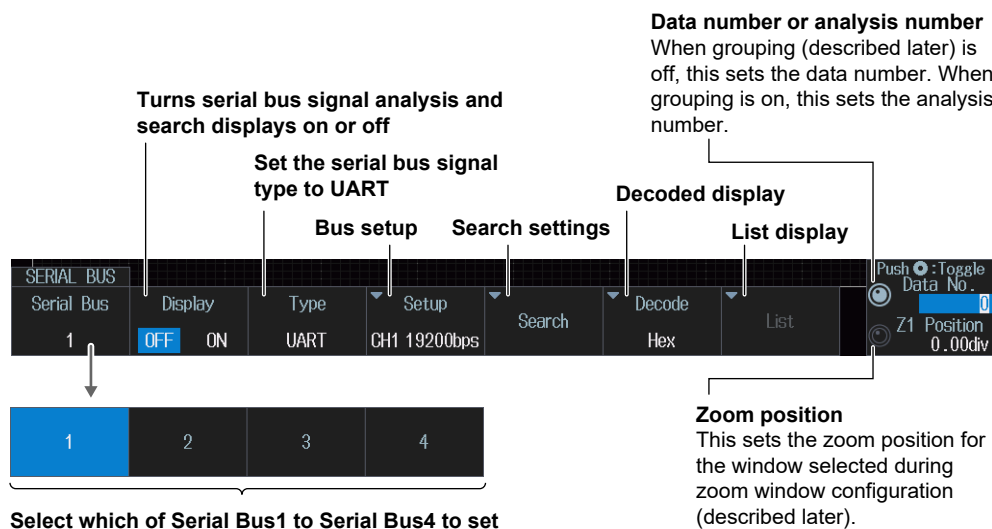 Data number or analysis number
When grouping (described later) is
off, this sets the data number. When
grouping is on, this sets the analysis
number.
Turns serial bus signal analysis and
search displays on or off
Set the serial bus signal
type to UART
Decoded display
Bus setup
Search settings
List display
SERIAL BUS
Serial Bus
1
Display
OFF ON
Type
UART
Setup
CH1 19200bps
Search
Decode
Hex
List
Push :Toggle
Data No.
0
Z1 Position
0.00div
1 2 3 4
Select which of Serial Bus1 to Serial Bus4 to set
Zoom position
This sets the zoom position for
the window selected during
zoom window configuration
(described later).